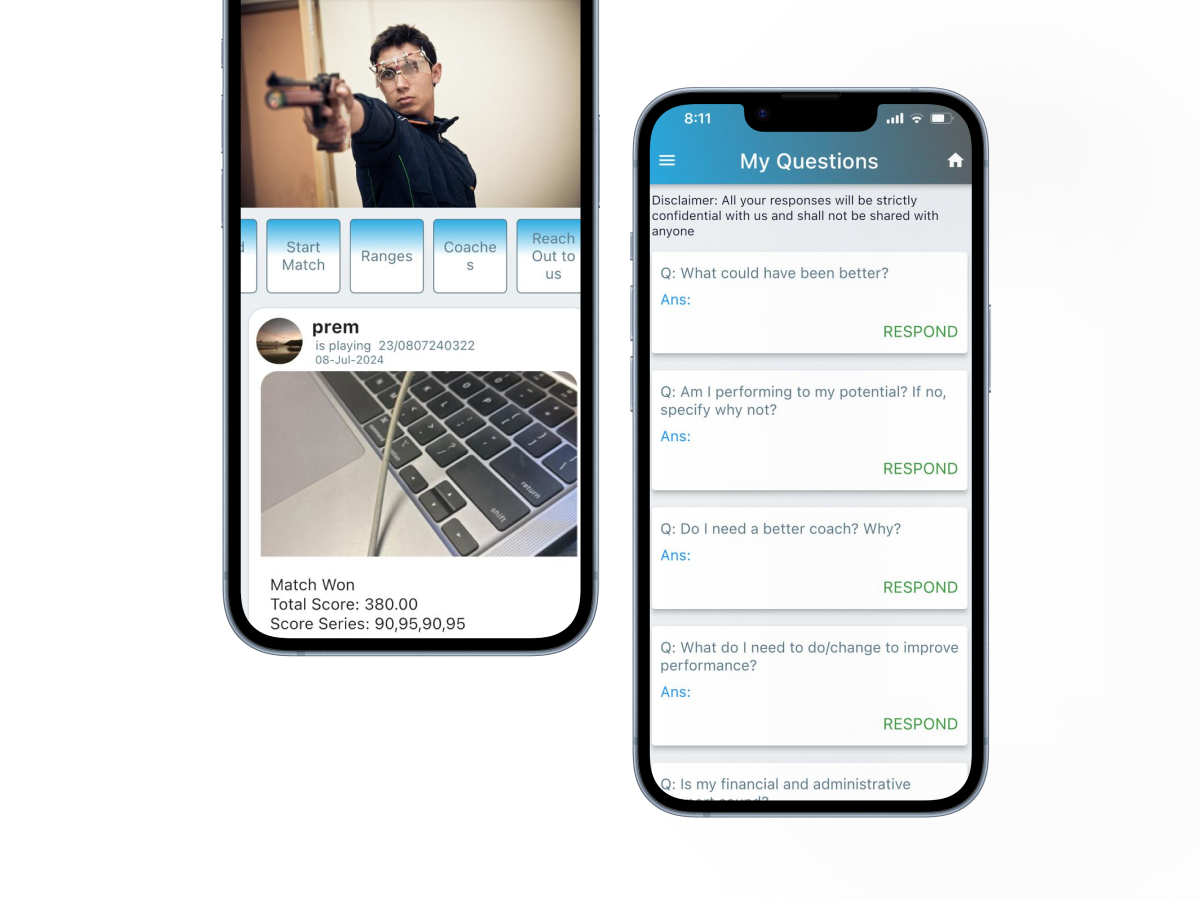 d
Start
Match
Ranges
Coache
s
Reach
Out to
us
prem
is playing 23/0807240322
08-Jul-2024
return
shift
Match Won
Total Score: 380.00
Score Series: 90,95,90,95
8:11
My Questions
Disclaimer: All your responses will be strictly
confidential with us and shall not be shared with
anyone
Q: What could have been better?
Ans:
RESPOND
Q: Am I performing to my potential? If no,
specify why not?
Ans:
RESPOND
Q: Do I need a better coach? Why?
Ans:
RESPOND
Q: What do I need to do/change to improve
performance?
Ans:
RESPOND
Q: Is my financial and administrative